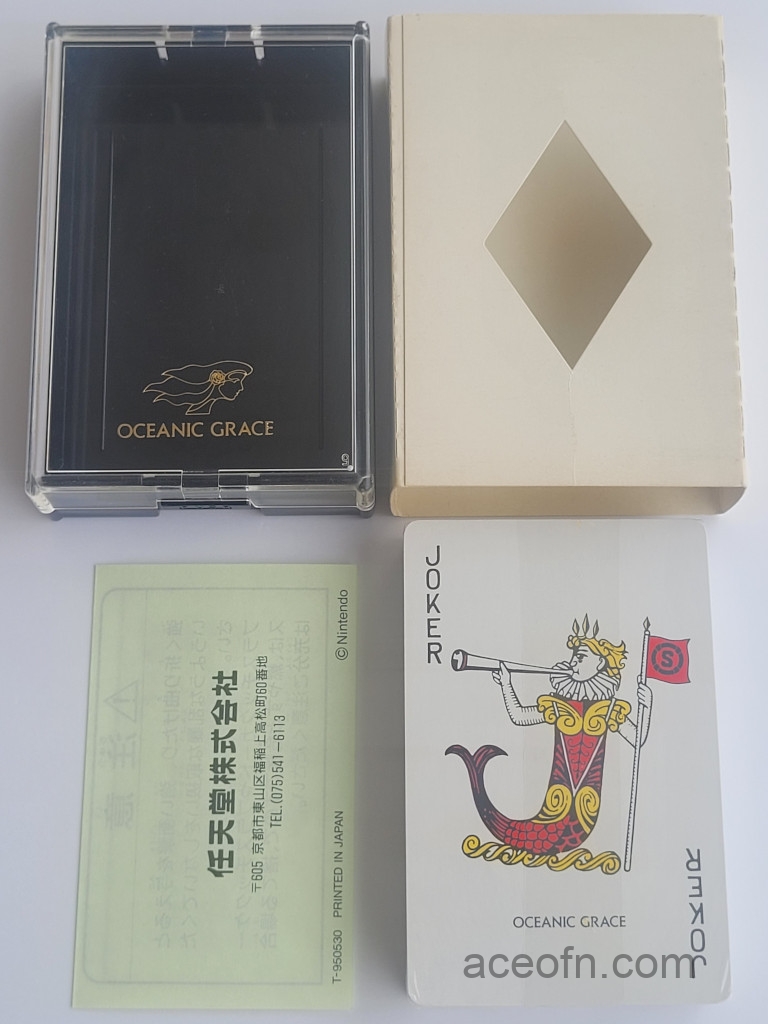 OCEANIC GRACE
© Nintendo
任天堂株式会社
〒605 京都市東山区福稲上高松町60番地
TEL.(075)541-6113
T-950530 PRINTED IN JAPAN
JOKER
S
OCEANIC GRACE
JOKER
aceofn.com